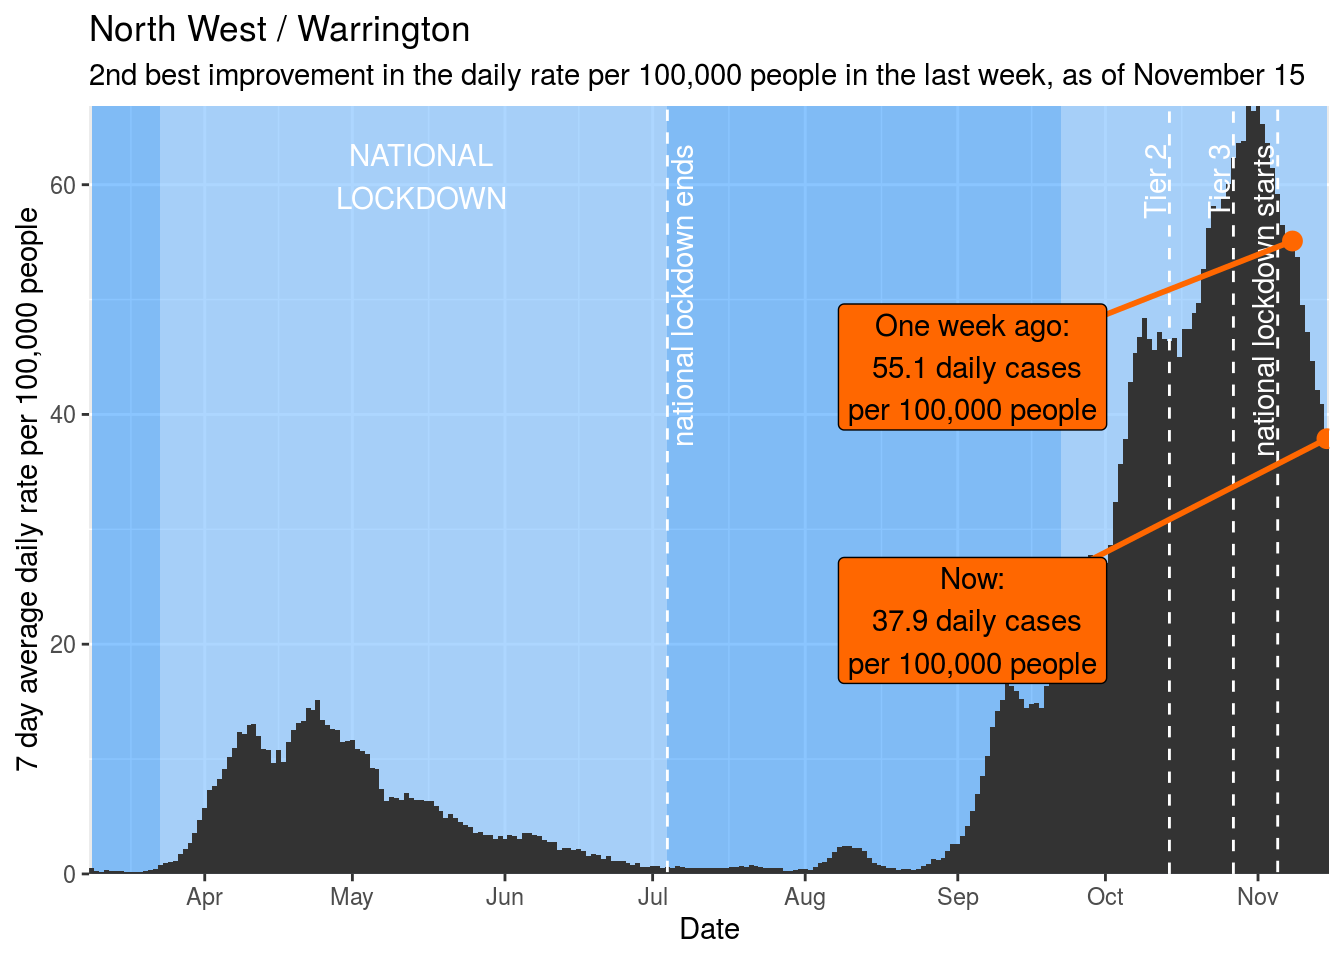 North West / Warrington
2nd best improvement in the daily rate per 100,000 people in the last week, as of November 15
7 day average daily rate per 100,000 people
60
40
20
0
NATIONAL
LOCKDOWN
national lockdown ends
Tier 2
Tier 3
national lockdown starts
One week ago:
55.1 daily cases
per 100,000 people
Now:
37.9 daily cases
per 100,000 people
Apr
May
Jun
Jul
Aug
Sep
Oct
Nov
Date